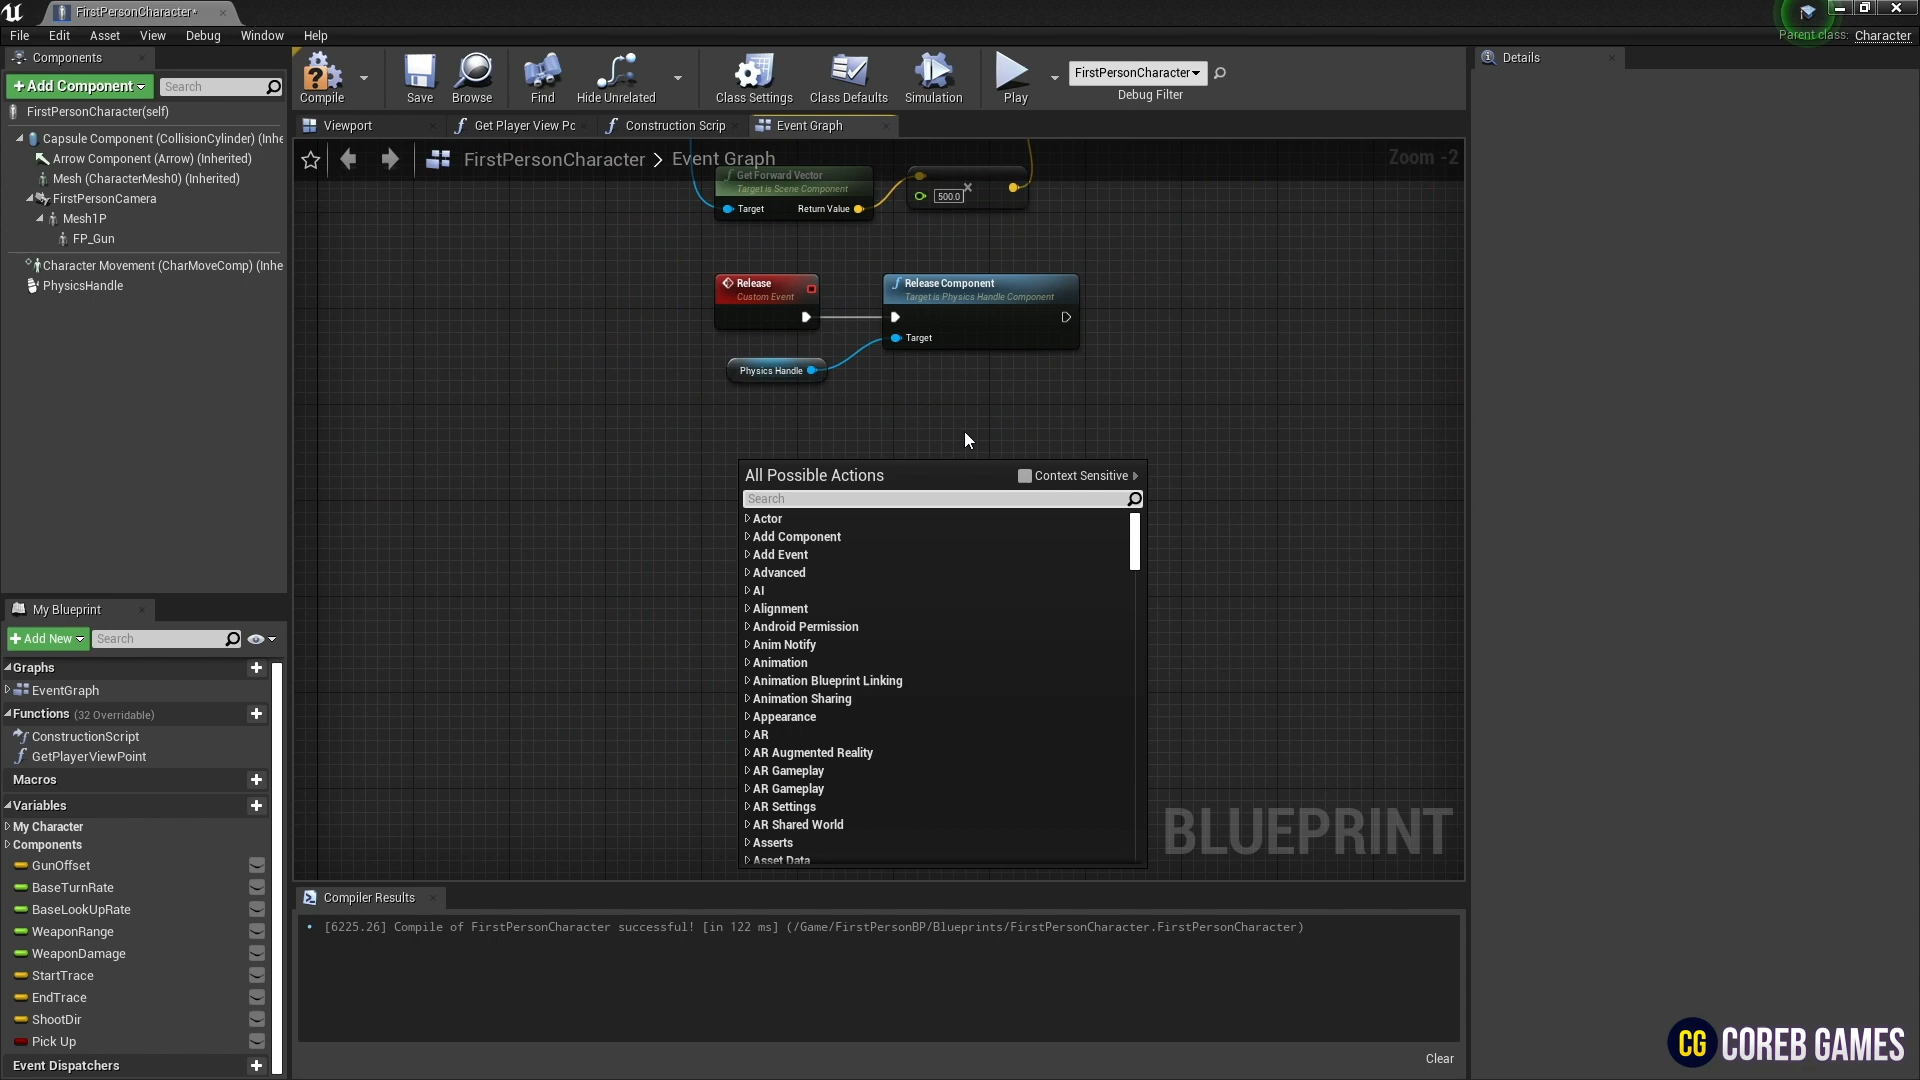 FirstPersonCharacter*
File Edit Asset View Debug Window Help
Parent class: Character
Components
+ Add Component
Search
FirstPersonCharacter(self)
Capsule Component (CollisionCylinder) (Inhe
Arrow Component (Arrow) (Inherited)
Mesh (CharacterMesh0) (Inherited)
FirstPersonCamera
Mesh1P
FP_Gun
Character Movement (CharMoveComp) (Inhe
PhysicsHandle
Compile
Save
Browse
Find
Hide Unrelated
Class Settings
Class Defaults
Simulation
Play
FirstPersonCharacter
Debug Filter
Details
Viewport
Get Player View Po
Construction Scrip
Event Graph
FirstPersonCharacter > Event Graph
Zoom -2
Get Forward Vector
Target is Scene Component
Target Return Value
500.0
Release
Custom Event
Release Component
Target is Physics Handle Component
Target
Physics Handle
All Possible Actions
Context Sensitive
Search
Actor
Add Component
Add Event
Advanced
AI
Alignment
Android Permission
Anim Notify
Animation
Animation Blueprint Linking
Animation Sharing
Appearance
AR
AR Augmented Reality
AR Gameplay
AR Gameplay
AR Settings
AR Shared World
Asserts
Asset Data
BLUEPRINT
My Blueprint
+ Add New
Search
Graphs
EventGraph
Functions (32 Overridable)
ConstructionScript
GetPlayerViewPoint
Macros
Variables
My Character
Components
GunOffset
BaseTurnRate
BaseLookUpRate
WeaponRange
WeaponDamage
StartTrace
EndTrace
ShootDir
Pick Up
Event Dispatchers
Compiler Results
[6225.26] Compile of FirstPersonCharacter successful! [in 122 ms] (/Game/FirstPersonBP/Blueprints/FirstPersonCharacter.FirstPersonCharacter)
Clear
CG COREB GAMES